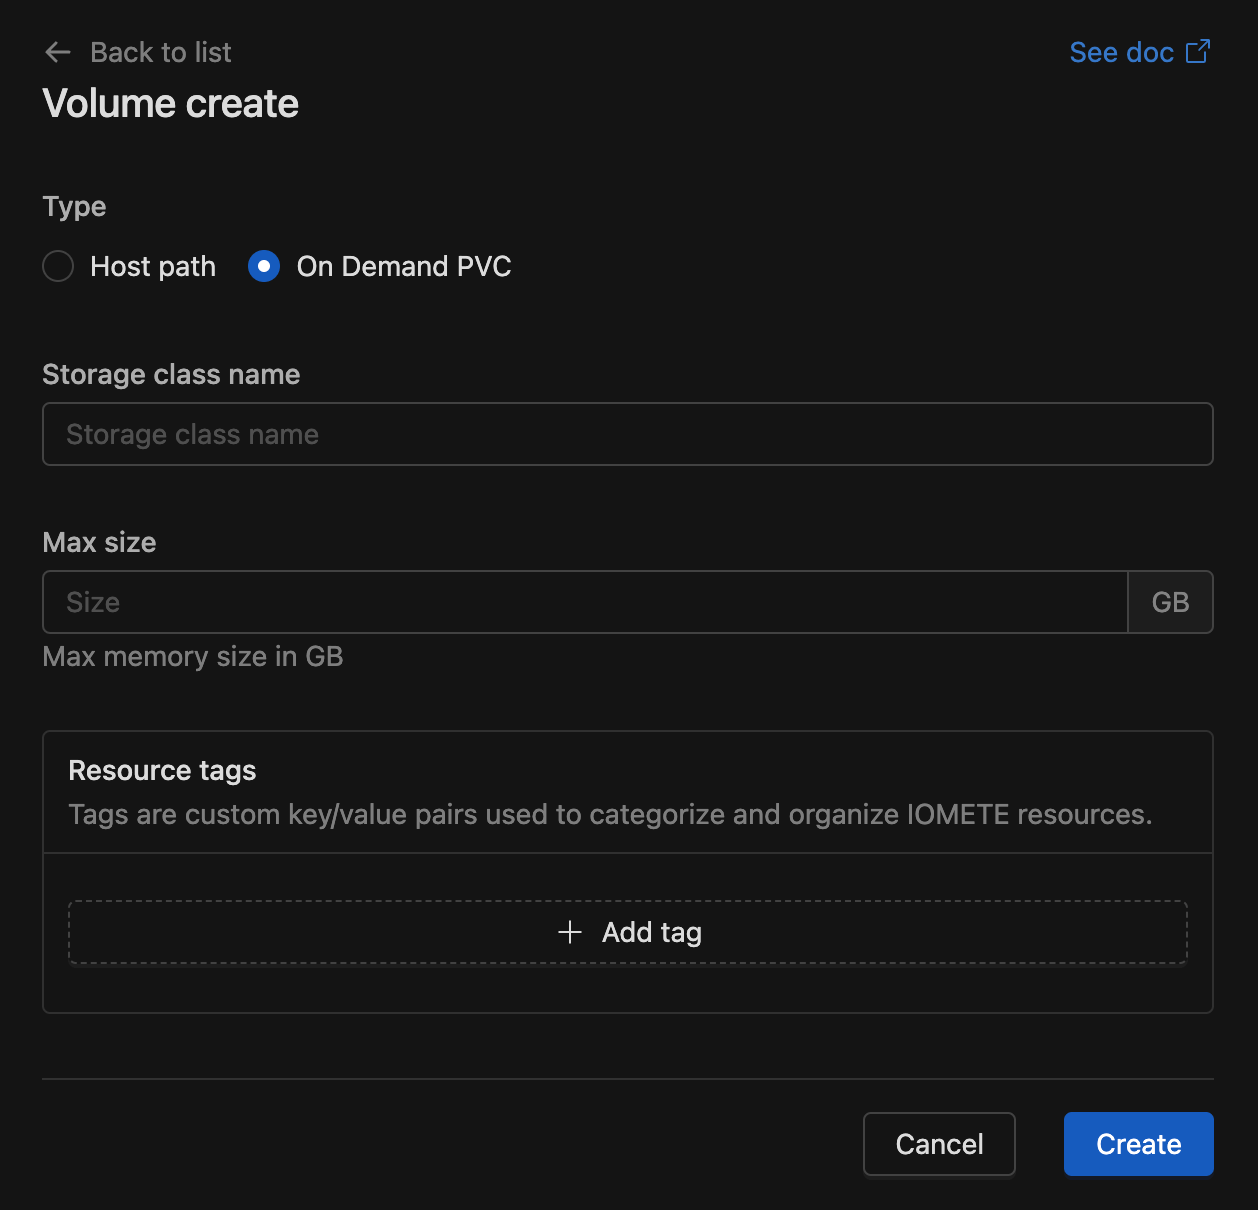 Back to list
See doc
Volume create
Type
Host path
On Demand PVC
Storage class name
Storage class name
Max size
Size
GB
Max memory size in GB
Resource tags
Tags are custom key/value pairs used to categorize and organize IOMETE resources.
Add tag
Cancel
Create